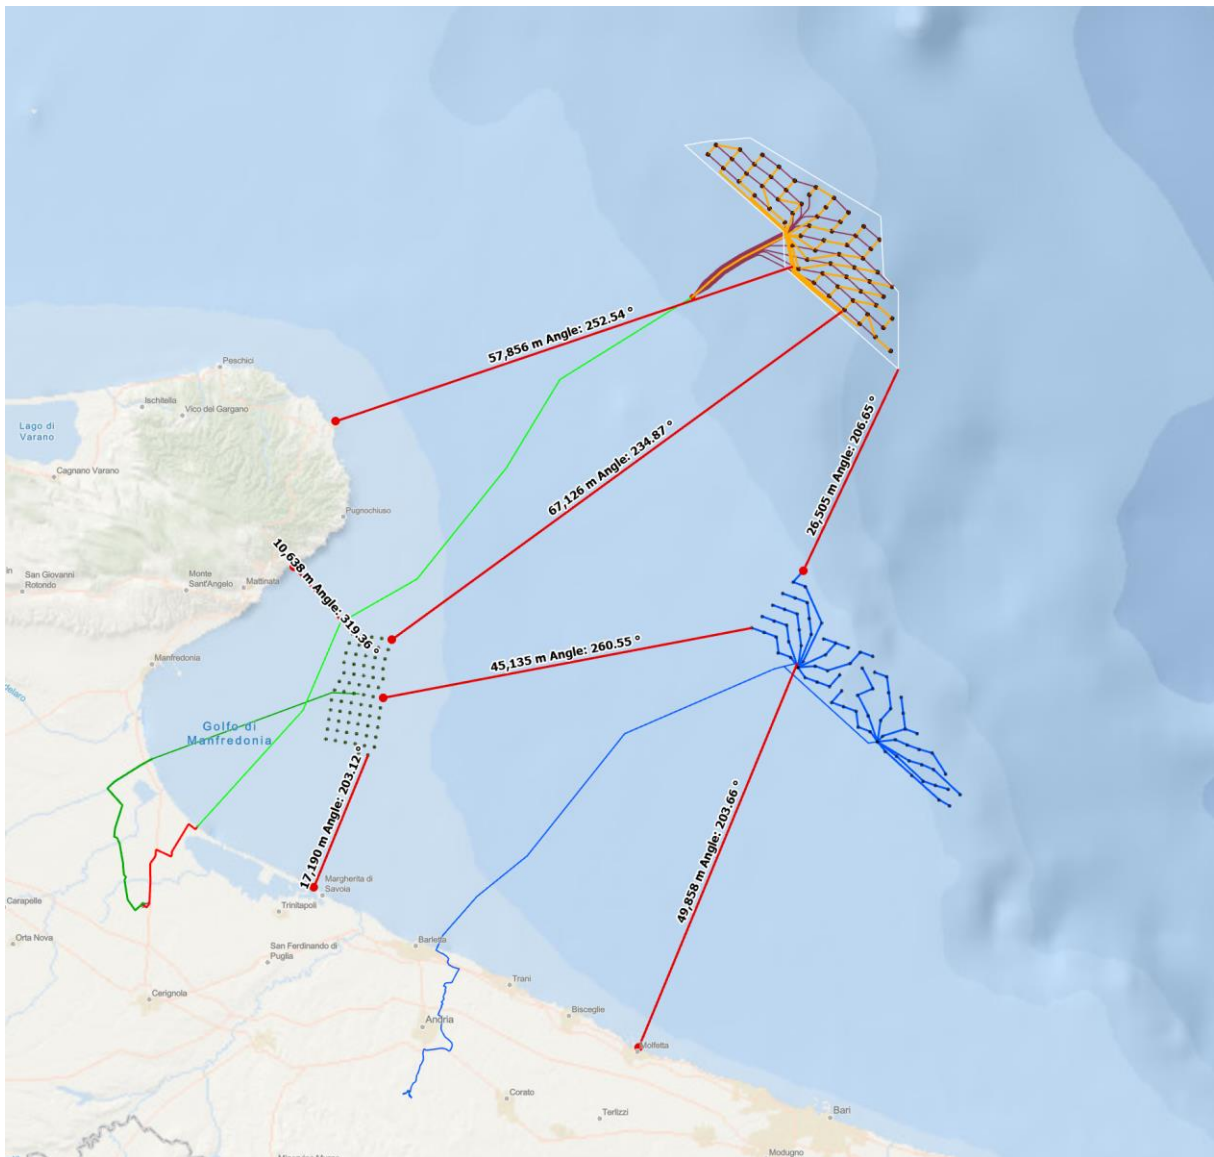 57,856 m Angle: 252.54 °
Peschici
Ischitella
Vico del Gargano
Lago di
Varano
Cagnano Varano
67,126 m Angle: 234.87 °
26,505 m Angle: 206.65 °
Pugnochiuso
10,638 m Angle: 319.36 °
in
San Giovanni
Rotondo
Monte
Sant'Angelo
Mattinata
Manfredonia
45,135 m Angle: 260.55 °
Golfo di
Manfredonia
17,190 m Angle: 203.12 °
49,858 m Angle: 203.66 °
Margherita di
Savoia
Carapelle
Trinitapoli
Orta Nova
San Ferdinando di
Puglia
Barletta
Trani
Cerignola
Bisceglie
Andria
Molfetta
Corato
Terlizzi
Bari
Modugno